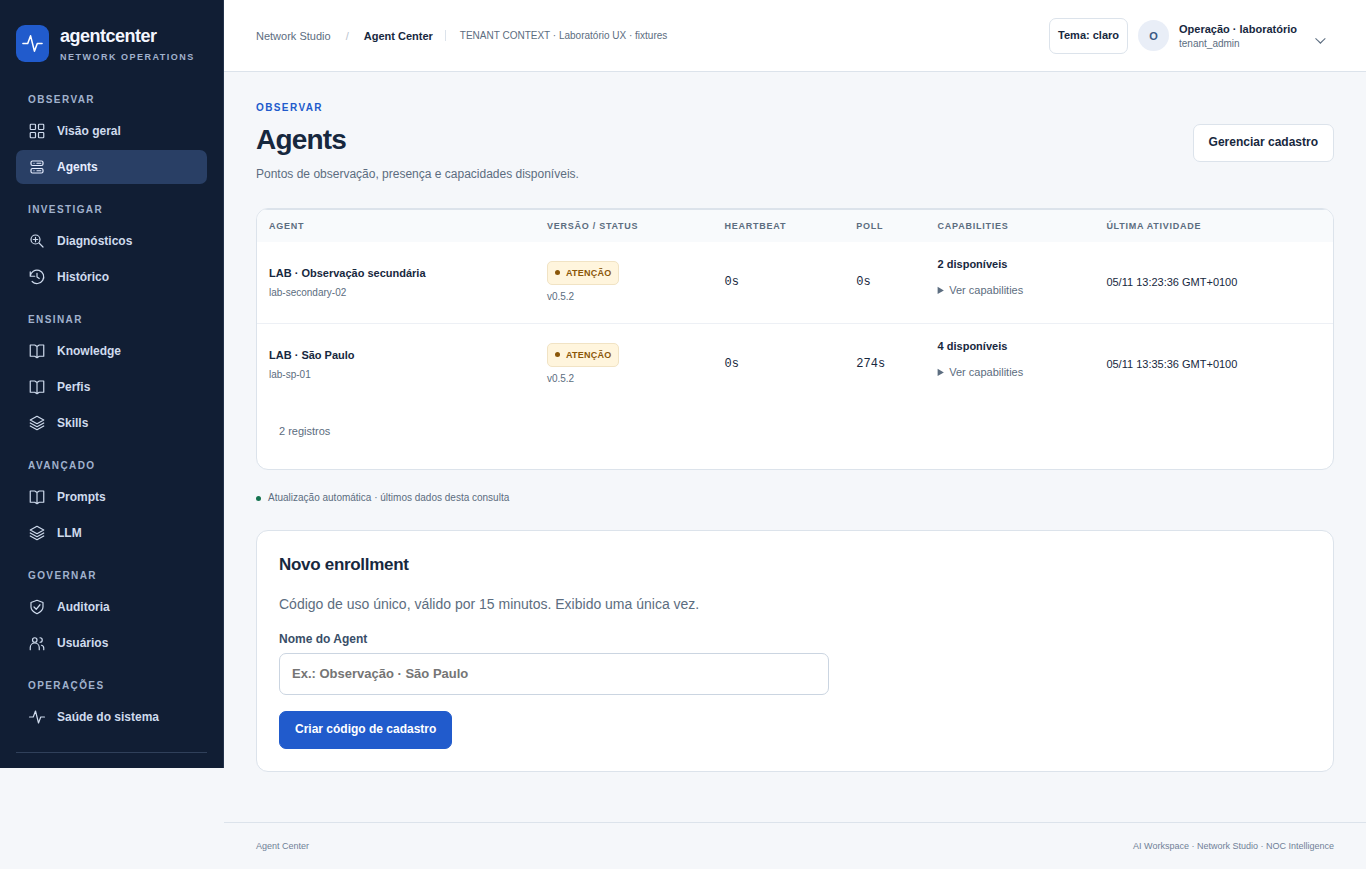 agentcenter
NETWORK OPERATIONS
OBSERVAR
Visão geral
Agents
INVESTIGAR
Diagnósticos
Histórico
ENSINAR
Knowledge
Perfis
Skills
AVANÇADO
Prompts
LLM
GOVERNAR
Auditoria
Usuários
OPERAÇÕES
Saúde do sistema
Network Studio / Agent Center TENANT CONTEXT · Laboratório UX · fixtures
Tema: claro
O
Operação · laboratório
tenant_admin
OBSERVAR
Agents
Pontos de observação, presença e capacidades disponíveis.
Gerenciar cadastro
AGENT VERSÃO / STATUS HEARTBEAT POLL CAPABILITIES ÚLTIMA ATIVIDADE
LAB · Observação secundária
lab-secondary-02
ATENÇÃO
v0.5.2
0s
0s
2 disponíveis
Ver capabilities
05/11 13:23:36 GMT+0100
LAB · São Paulo
lab-sp-01
ATENÇÃO
v0.5.2
0s
274s
4 disponíveis
Ver capabilities
05/11 13:35:36 GMT+0100
2 registros
Atualização automática · últimos dados desta consulta
Novo enrollment
Código de uso único, válido por 15 minutos. Exibido uma única vez.
Nome do Agent
Ex.: Observação · São Paulo
Criar código de cadastro
Agent Center
AI Workspace · Network Studio · NOC Intelligence